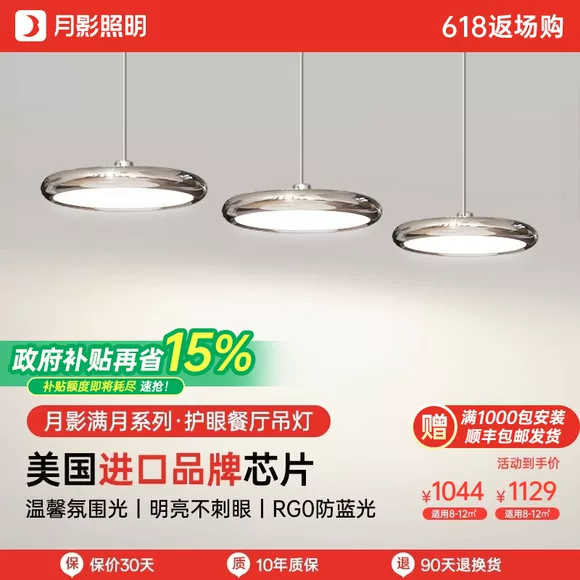 月影照明
618返场购
政府补贴再省15%
补贴额度即将耗尽 速抢!
月影满月系列·护眼餐厅吊灯
赠
满1000包安装
顺丰包邮发货
美国进口品牌芯片
活动到手价
¥1044 ¥1129
适用8-12㎡ 适用8-12㎡
温馨氛围光|明亮不刺眼|RG0防蓝光
保 保价30天
质 10年质保
退 90天退换货